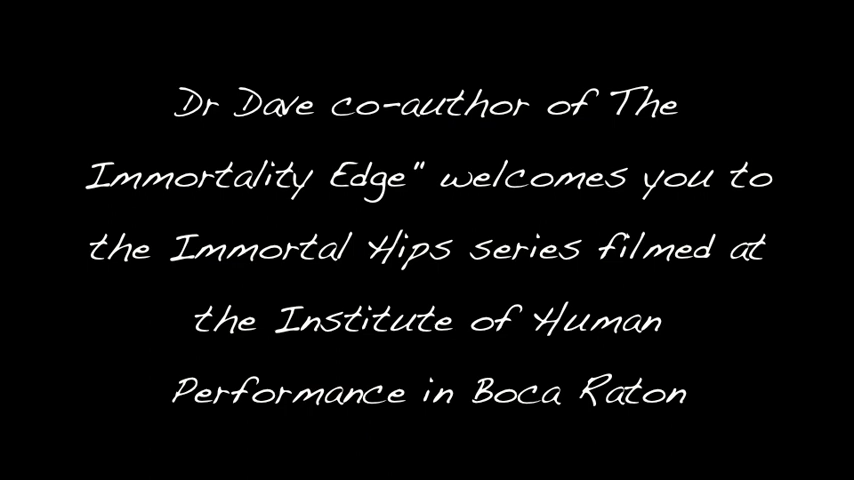 Dr Dave co-author of The
Immortality Edge" welcomes you to
the Immortal Hips series filmed at
the Institute of Human
Performance in Boca Raton